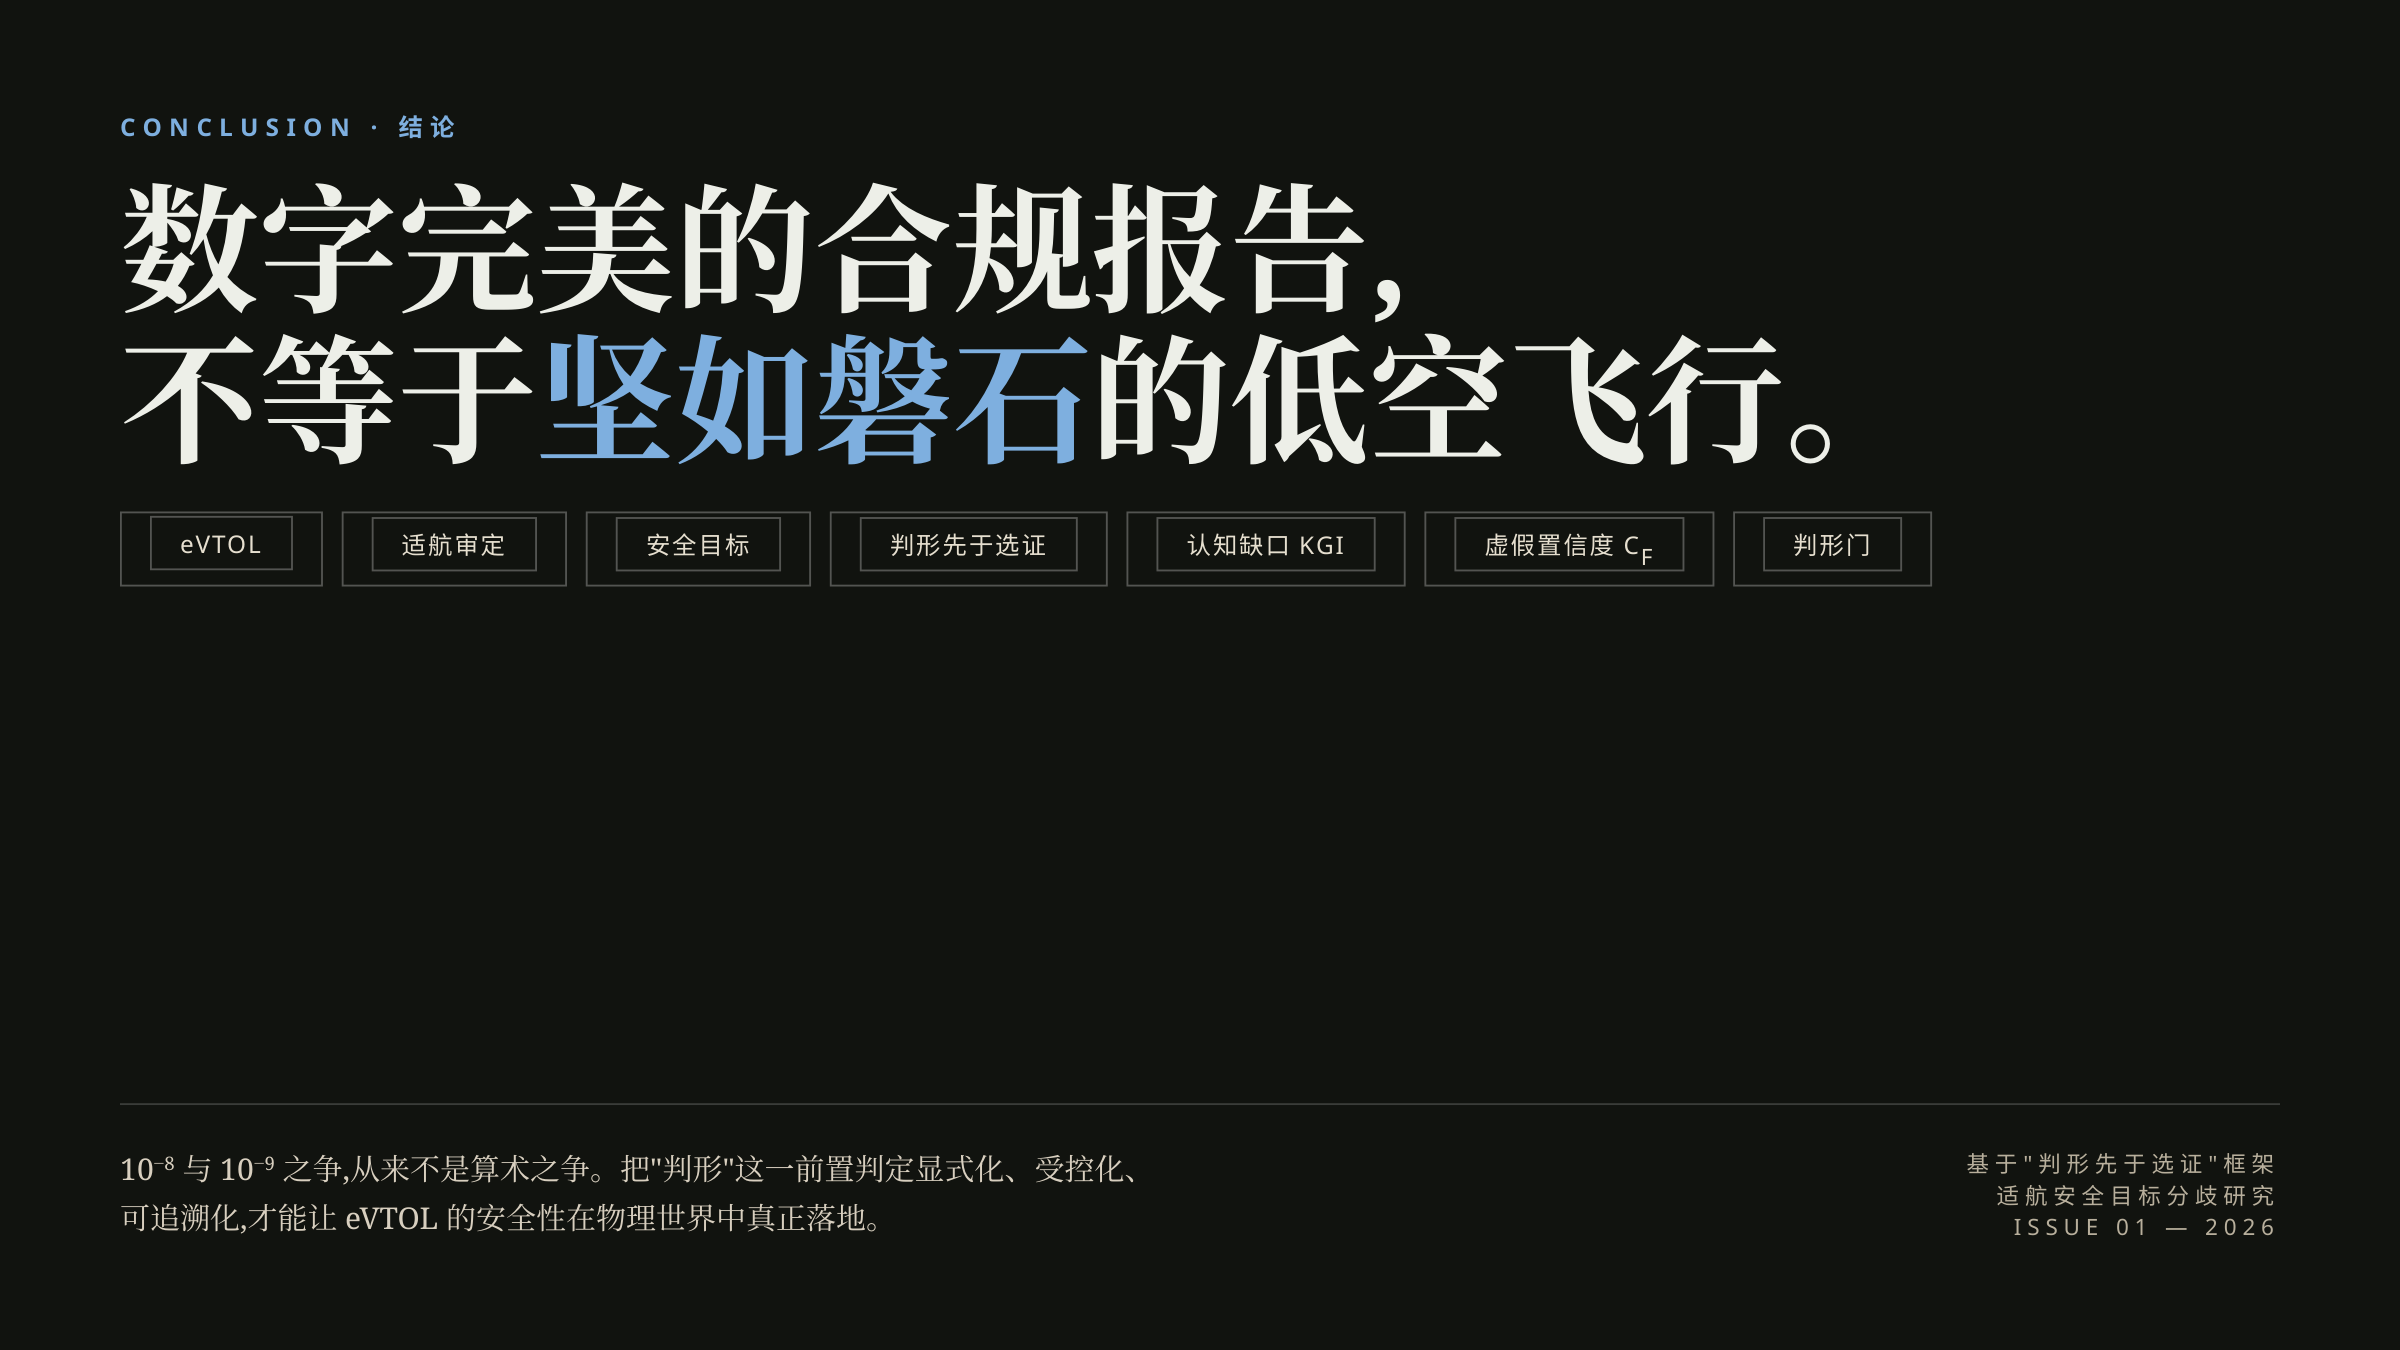 CONCLUSION · 结论
数字完美的合规报告,
不等于坚如磐石的低空飞行。
eVTOL 适航审定 安全目标 判形先于选证 认知缺口 KGI 虚假置信度 C_F 判形门
10⁻⁸ 与 10⁻⁹ 之争,从来不是算术之争。把"判形"这一前置判定显式化、受控化、
可追溯化,才能让 eVTOL 的安全性在物理世界中真正落地。
基于"判形先于选证"框架
适航安全目标分歧研究
ISSUE 01 — 2026